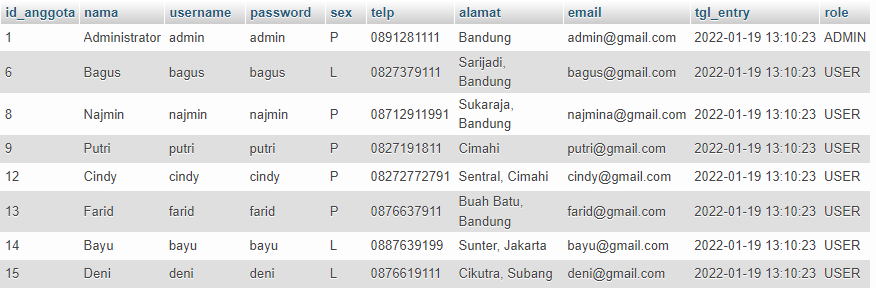 id_anggota nama username password sex telp alamat email tgl_entry role
1 Administrator admin admin P 0891281111 Bandung admin@gmail.com 2022-01-19 13:10:23 ADMIN
6 Bagus bagus bagus L 0827379111 Sarijadi, Bandung bagus@gmail.com 2022-01-19 13:10:23 USER
8 Najmin najmin najmin P 08712911991 Sukaraja, Bandung najmina@gmail.com 2022-01-19 13:10:23 USER
9 Putri putri putri P 0827191811 Cimahi putri@gmail.com 2022-01-19 13:10:23 USER
12 Cindy cindy cindy P 08272772791 Sentral, Cimahi cindy@gmail.com 2022-01-19 13:10:23 USER
13 Farid farid farid P 0876637911 Buah Batu, Bandung farid@gmail.com 2022-01-19 13:10:23 USER
14 Bayu bayu bayu L 0887639199 Sunter, Jakarta bayu@gmail.com 2022-01-19 13:10:23 USER
15 Deni deni deni L 0876619111 Cikutra, Subang deni@gmail.com 2022-01-19 13:10:23 USER